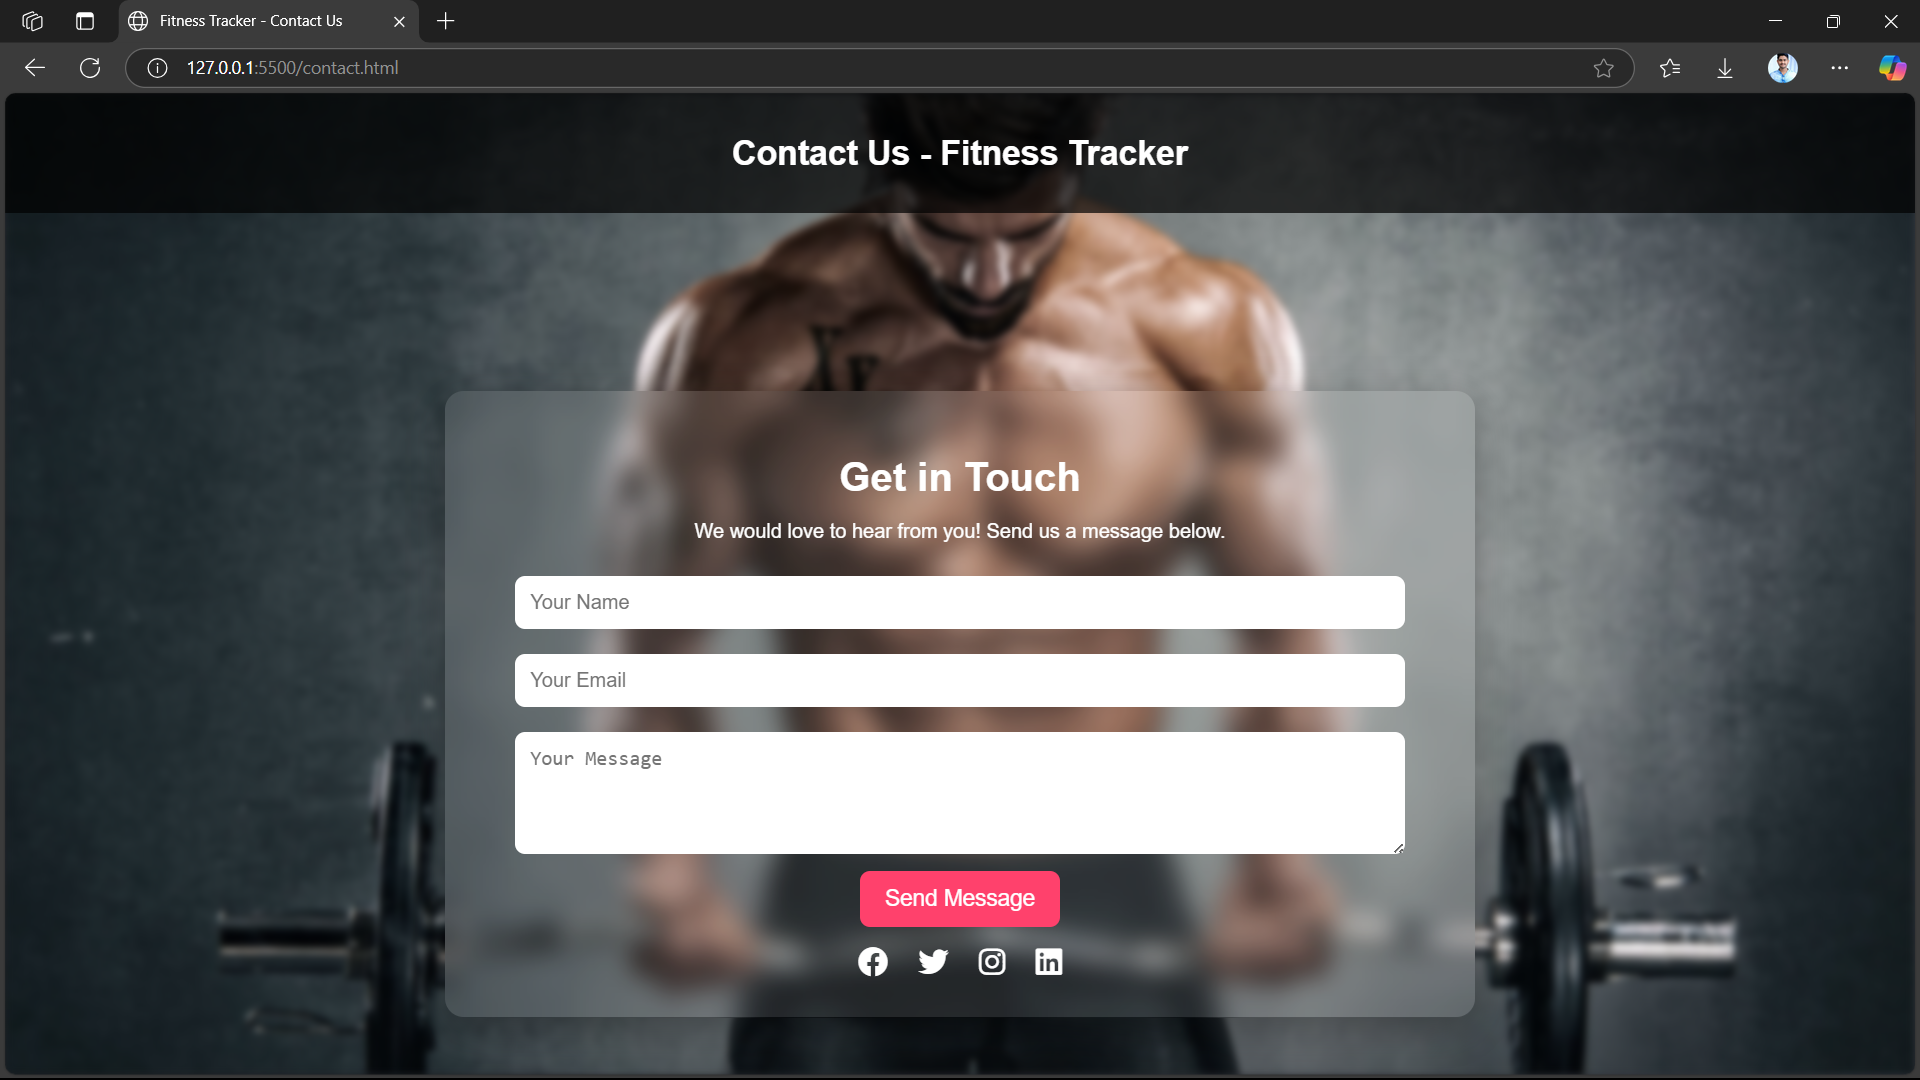 Fitness Tracker - Contact Us
127.0.0.1:5500/contact.html
Contact Us - Fitness Tracker
Get in Touch
We would love to hear from you! Send us a message below.
Your Name
Your Email
Your Message
Send Message